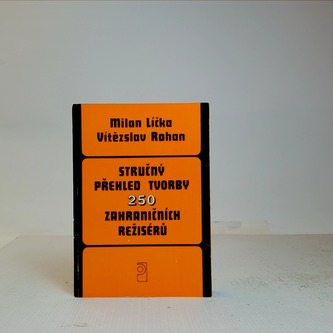 Milan Líčka
Vítězslav Rohan
STRUČNÝ
PŘEHLED TVORBY
250
ZAHRANIČNÍCH
REŽISÉRŮ